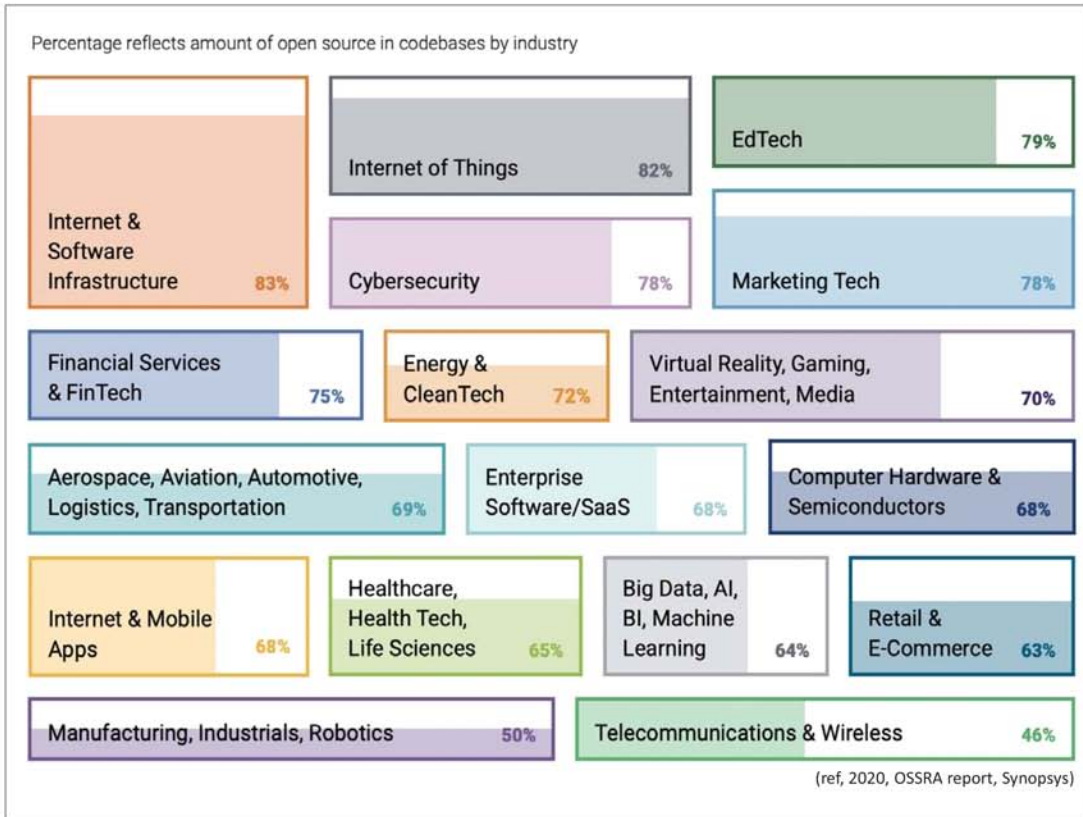 Percentage reflects amount of open source in codebases by industry
Internet &
Software
Infrastructure 83%
Internet of Things 82%
EdTech 79%
Cybersecurity 78%
Marketing Tech 78%
Financial Services
& FinTech 75%
Energy &
CleanTech 72%
Virtual Reality, Gaming,
Entertainment, Media 70%
Aerospace, Aviation, Automotive,
Logistics, Transportation 69%
Enterprise
Software/SaaS 68%
Computer Hardware &
Semiconductors 68%
Internet & Mobile
Apps 68%
Healthcare,
Health Tech,
Life Sciences 65%
Big Data, AI,
BI, Machine
Learning 64%
Retail &
E-Commerce 63%
Manufacturing, Industrials, Robotics 50%
Telecommunications & Wireless 46%
(ref, 2020, OSSRA report, Synopsys)